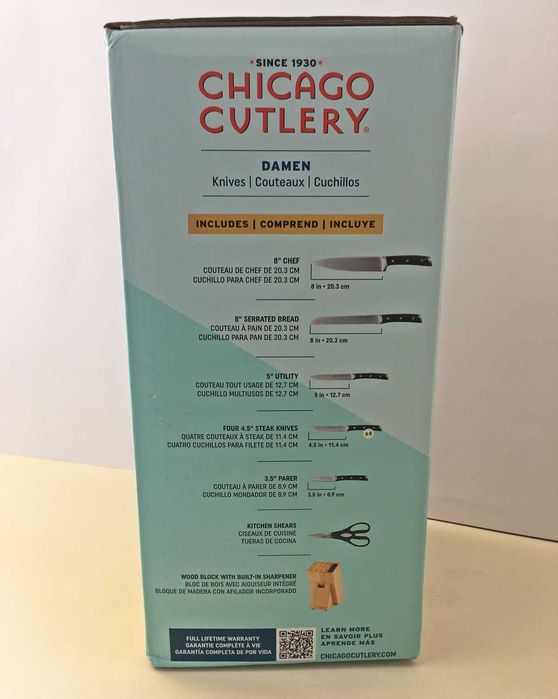 • SINCE 1930 •
CHICAGO
CUTLERY®
DAMEN
Knives | Couteaux | Cuchillos
INCLUDES | COMPREND | INCLUYE
8" CHEF
COUTEAU DE CHEF DE 20.3 CM
CUCHILLO PARA CHEF DE 20.3 CM
8 in • 20.3 cm
8" SERRATED BREAD
COUTEAU À PAIN DE 20.3 CM
CUCHILLO PARA PAN DE 20.3 CM
8 in • 20.3 cm
5" UTILITY
COUTEAU TOUT USAGE DE 12.7 CM
CUCHILLO MULTIUSOS DE 12.7 CM
5 in • 12.7 cm
FOUR 4.5" STEAK KNIVES
QUATRE COUTEAUX À STEAK DE 11.4 CM
CUATRO CUCHILLOS PARA FILETE DE 11.4 CM
x4
4.5 in • 11.4 cm
3.5" PARER
COUTEAU À PARER DE 8.9 CM
CUCHILLO MONDADOR DE 8.9 CM
3.5 in • 8.9 cm
KITCHEN SHEARS
CISEAUX DE CUISINE
TIJERAS DE COCINA
WOOD BLOCK WITH BUILT-IN SHARPENER
BLOC DE BOIS AVEC AIGUISEUR INTÉGRÉ
BLOQUE DE MADERA CON AFILADOR INCORPORADO
FULL LIFETIME WARRANTY
GARANTIE COMPLÈTE À VIE
GARANTÍA COMPLETA DE POR VIDA
LEARN MORE
EN SAVOIR PLUS
APRENDE MÁS
CHICAGOCUTLERY.COM